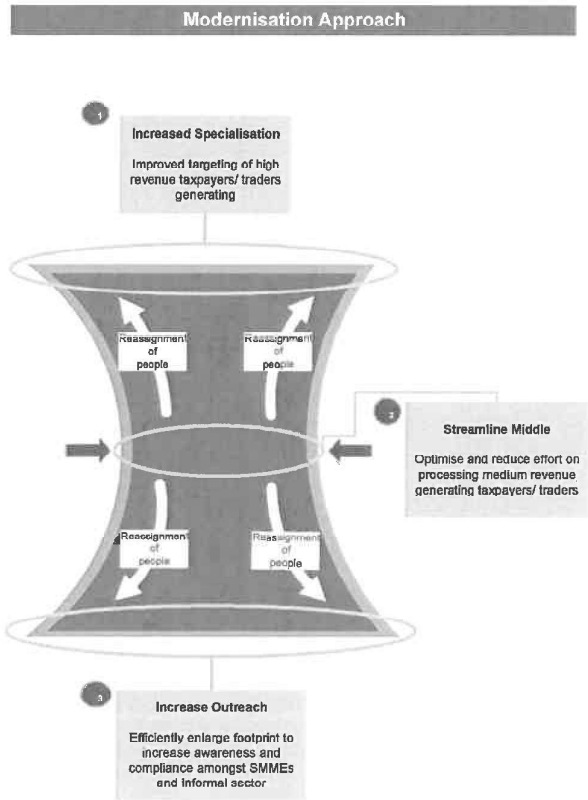 Modernisation Approach
1
Increased Specialisation
Improved targeting of high
revenue taxpayers/ traders
generating
Reassignment
of
people
Reassignment
of
people
2
Streamline Middle
Optimise and reduce effort on
processing medium revenue
generating taxpayers/ traders
Reassignment
of
people
Reassignment
of
people
3
Increase Outreach
Efficiently enlarge footprint to
increase awareness and
compliance amongst SMMEs
and informal sector